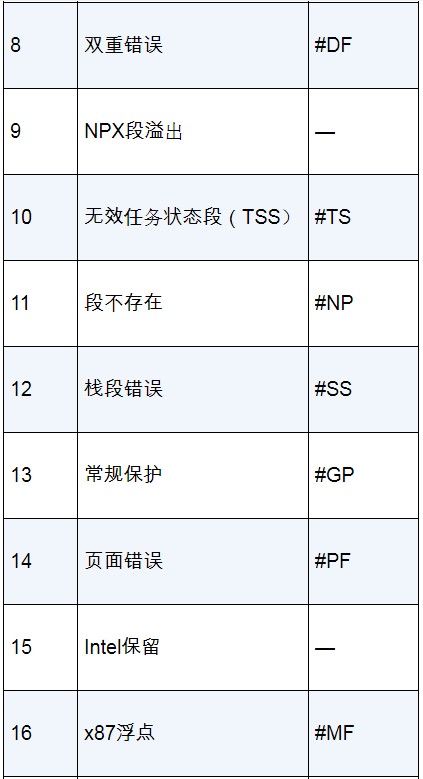 8 双重错误 #DF
9 NPX段溢出 —
10 无效任务状态段（TSS） #TS
11 段不存在 #NP
12 栈段错误 #SS
13 常规保护 #GP
14 页面错误 #PF
15 Intel保留 —
16 x87浮点 #MF